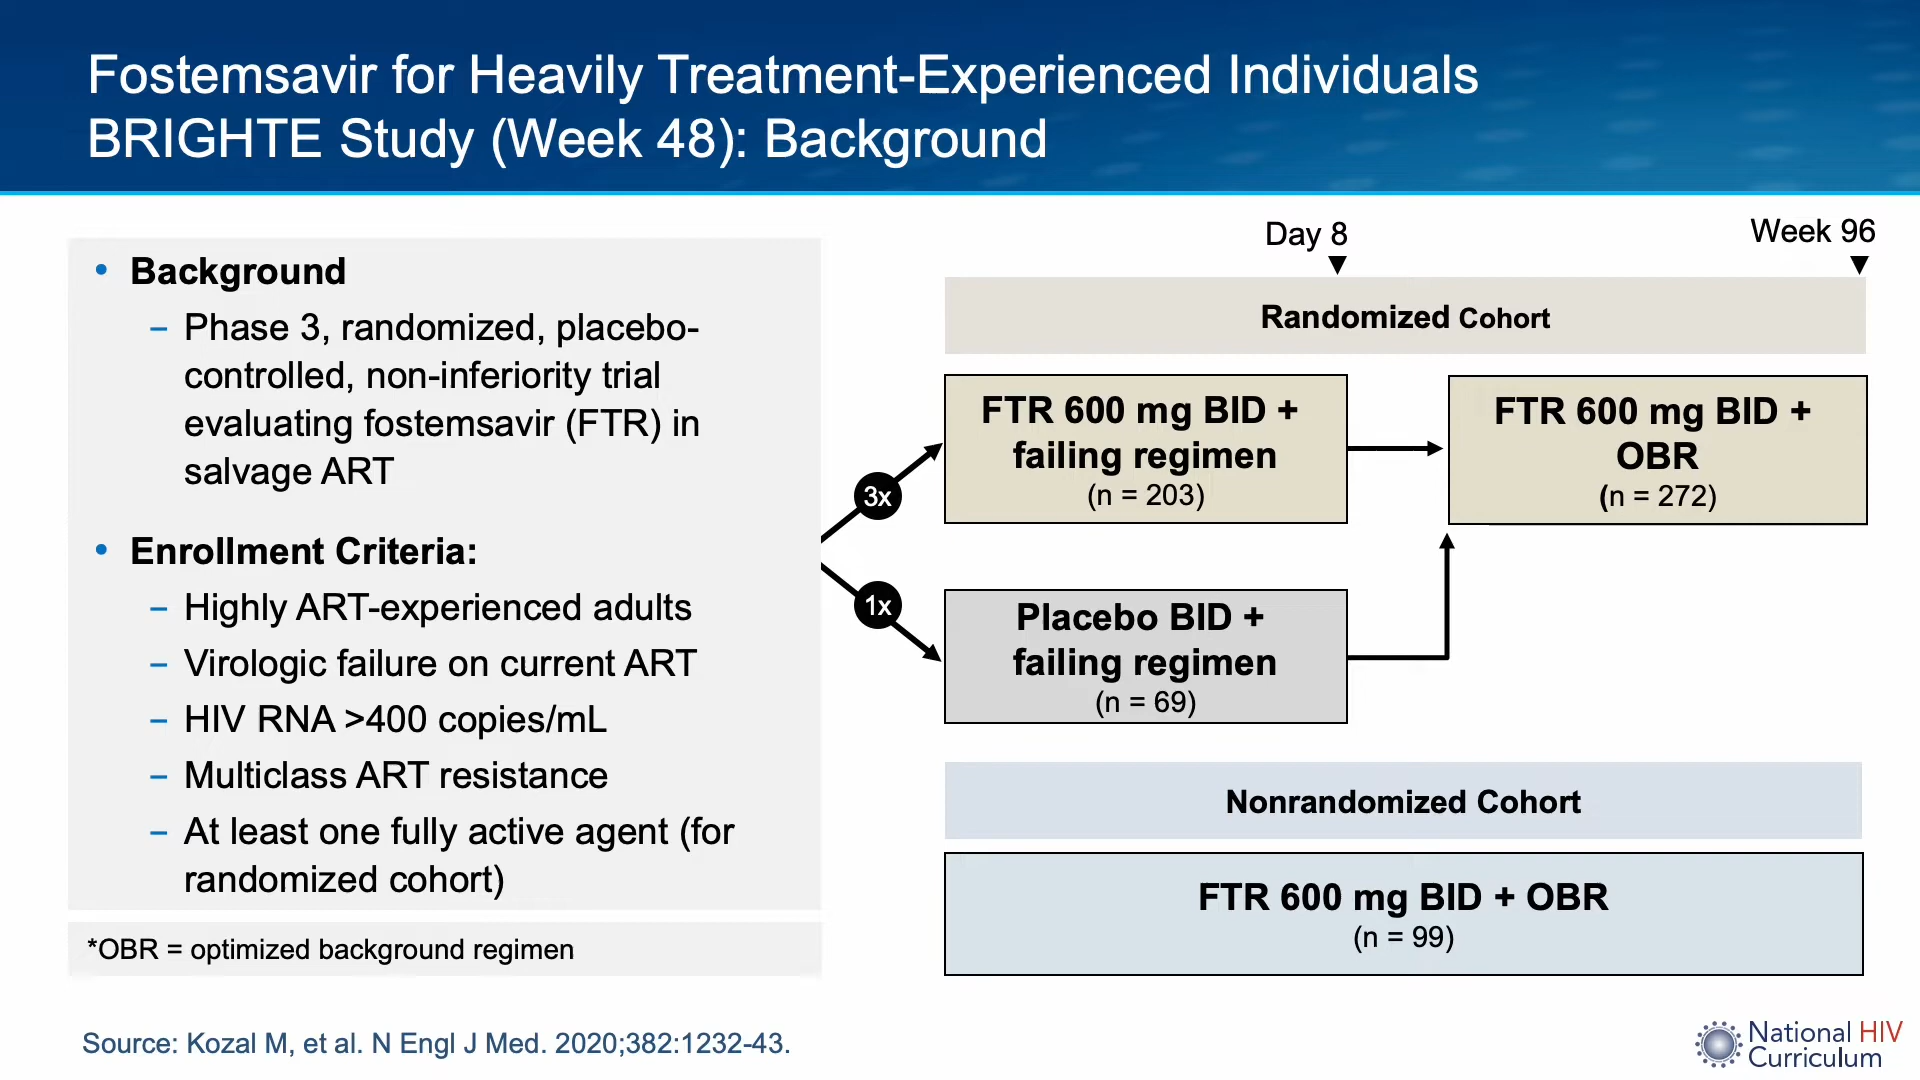 Fostemsavir for Heavily Treatment-Experienced Individuals
BRIGHTE Study (Week 48): Background
• Background
– Phase 3, randomized, placebo-
controlled, non-inferiority trial
evaluating fostemsavir (FTR) in
salvage ART
• Enrollment Criteria:
– Highly ART-experienced adults
– Virologic failure on current ART
– HIV RNA >400 copies/mL
– Multiclass ART resistance
– At least one fully active agent (for
randomized cohort)
*OBR = optimized background regimen
Day 8
Week 96
Randomized Cohort
3x
FTR 600 mg BID +
failing regimen
(n = 203)
FTR 600 mg BID +
OBR
(n = 272)
1x
Placebo BID +
failing regimen
(n = 69)
Nonrandomized Cohort
FTR 600 mg BID + OBR
(n = 99)
Source: Kozal M, et al. N Engl J Med. 2020;382:1232-43.
National HIV
Curriculum